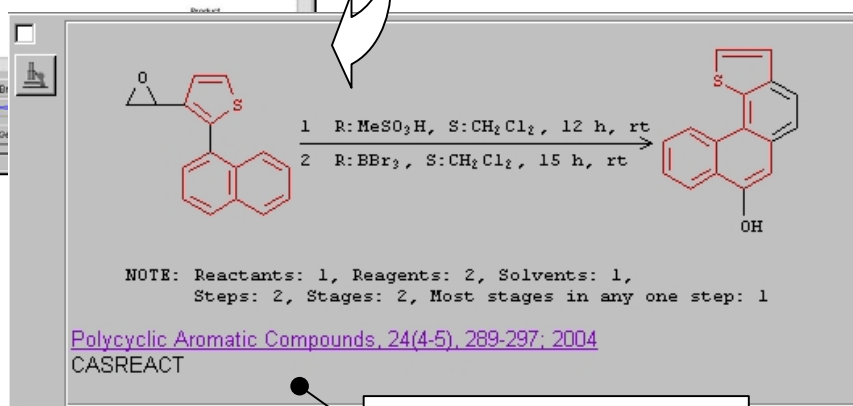 Product
O
S
S
1 R:MeSO₃H, S:CH₂Cl₂, 12 h, rt
2 R:BBr₃, S:CH₂Cl₂, 15 h, rt
OH
NOTE: Reactants: 1, Reagents: 2, Solvents: 1,
Steps: 2, Stages: 2, Most stages in any one step: 1
Polycyclic Aromatic Compounds, 24(4-5), 289-297; 2004
CASREACT